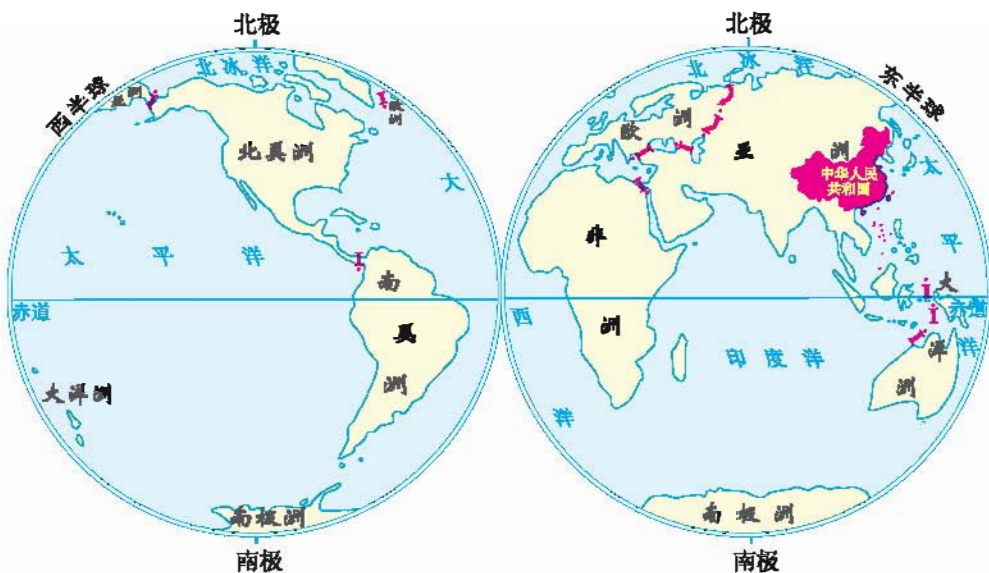 北极
北冰洋
西半球
亚洲
欧洲
北美洲
大
太平洋
南
美
洲
赤道
西
洋
大洋洲
南极洲
南极
北极
北冰洋
东半球
欧洲
亚洲
中华人民
共和国
太
平
洋
非
洲
大
洋
洲
赤道
印度洋
南极洲
南极